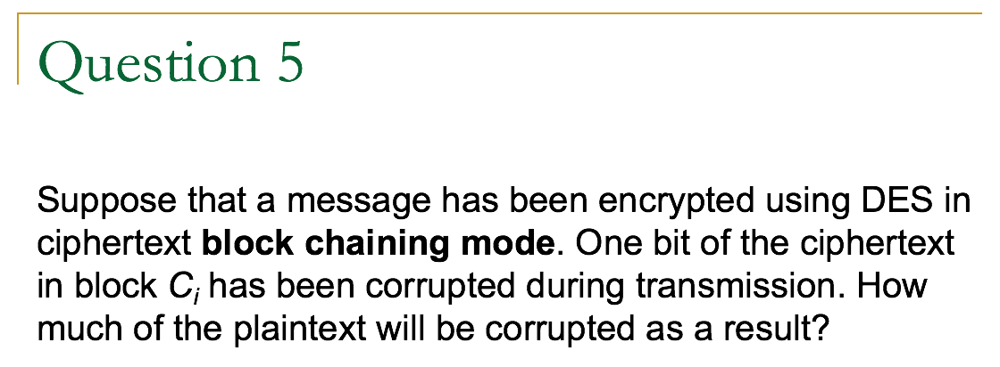 Question 5
Suppose that a message has been encrypted using DES in
ciphertext block chaining mode. One bit of the ciphertext
in block Ci has been corrupted during transmission. How
much of the plaintext will be corrupted as a result?